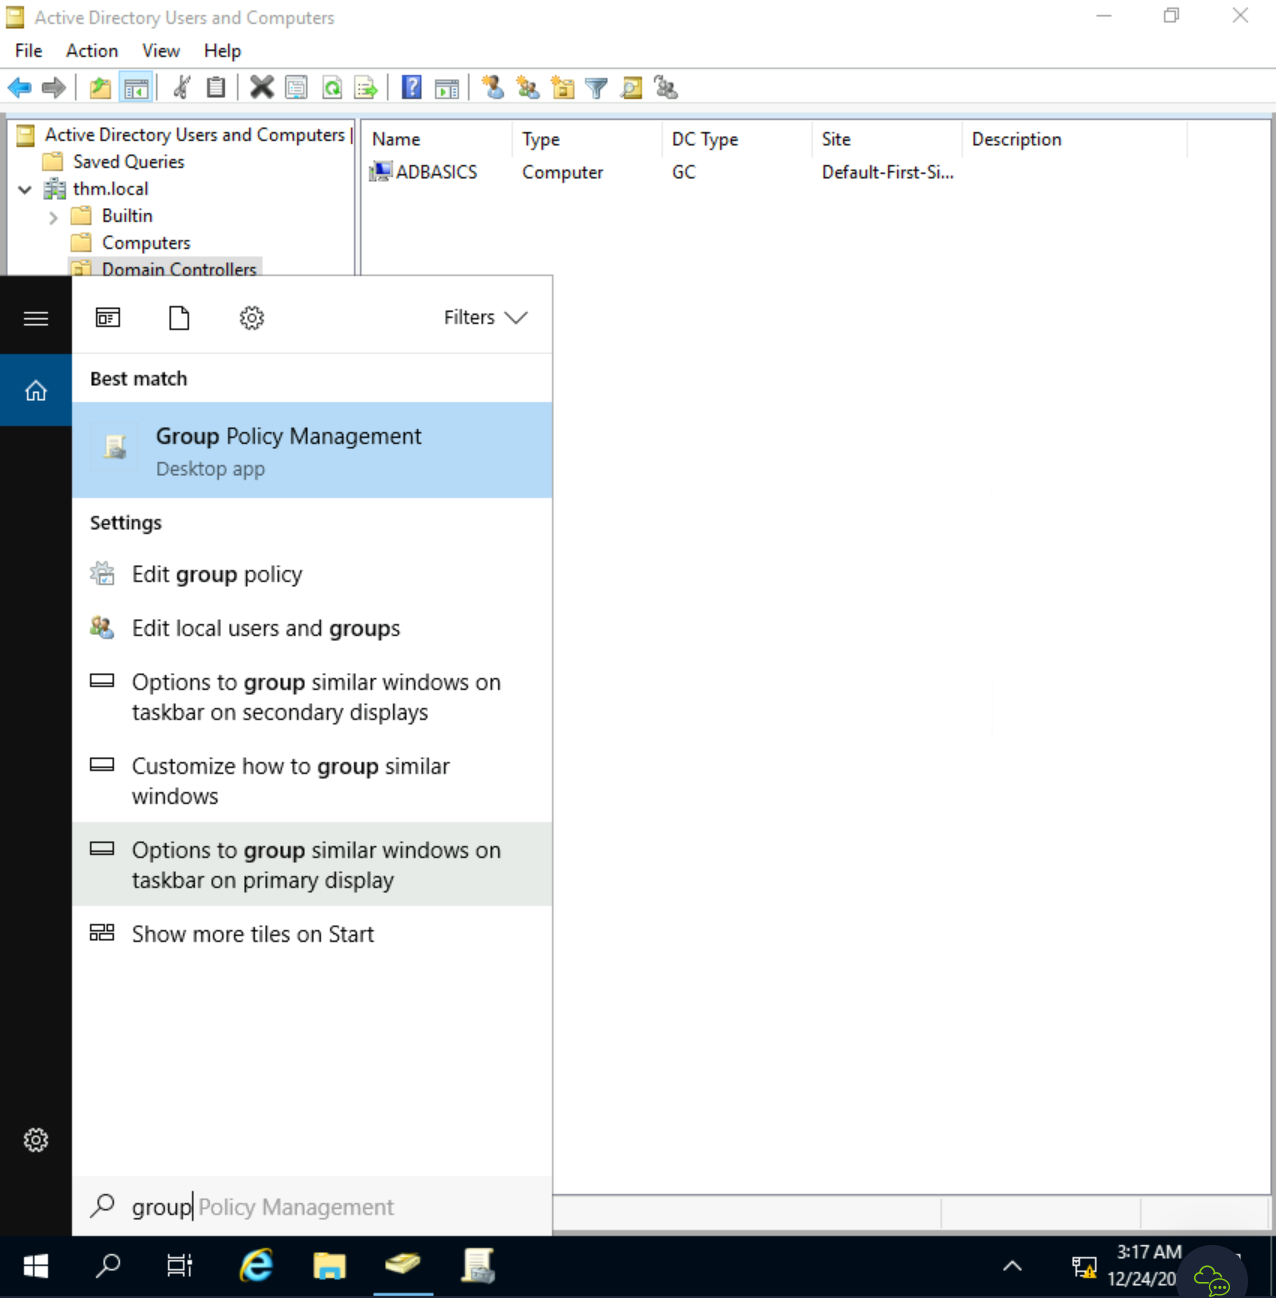 Active Directory Users and Computers
File Action View Help
Active Directory Users and Computers
Saved Queries
thm.local
Builtin
Computers
Domain Controllers
Name Type DC Type Site Description
ADBASICS Computer GC Default-First-Si...
Filters
Best match
Group Policy Management
Desktop app
Settings
Edit group policy
Edit local users and groups
Options to group similar windows on
taskbar on secondary displays
Customize how to group similar
windows
Options to group similar windows on
taskbar on primary display
Show more tiles on Start
group Policy Management
3:17 AM
12/24/20